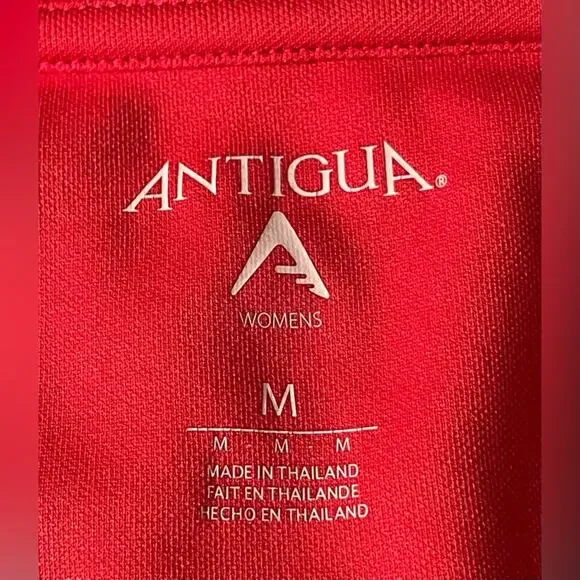 ANTIGUA®
WOMENS
M
M - M - M
MADE IN THAILAND
FAIT EN THAILANDE
HECHO EN THAILAND